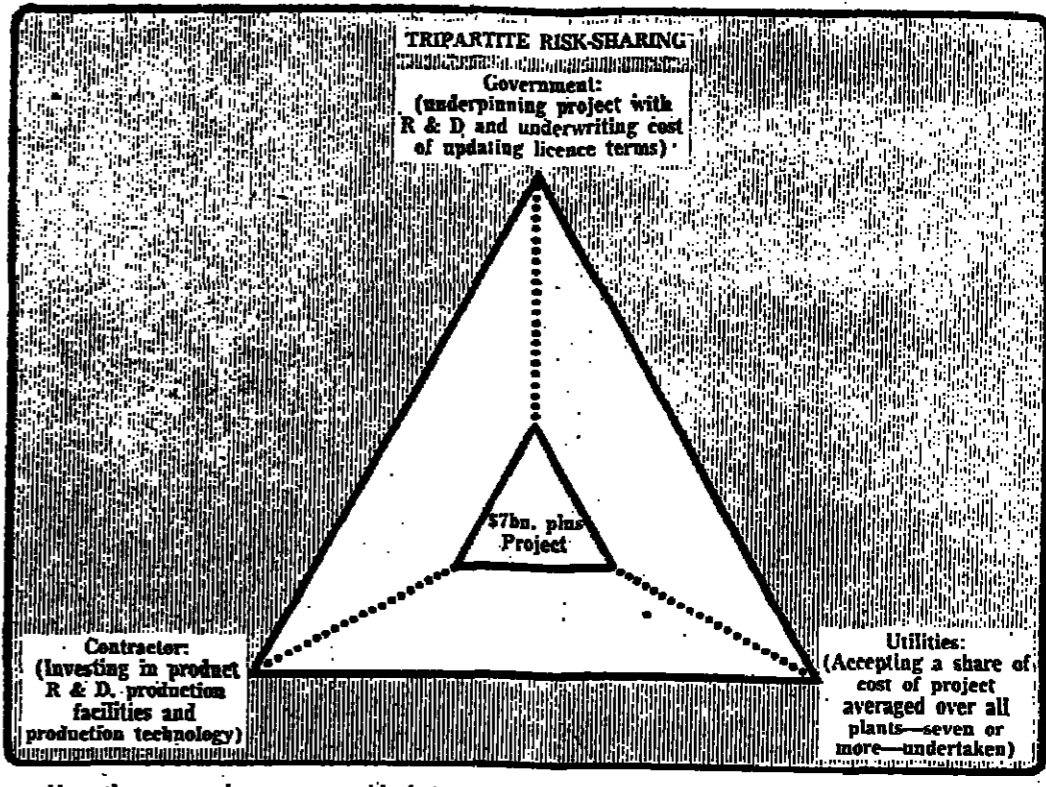 TRIPARTITE RISK-SHARING
Government:
(underpinning project with
R & D and underwriting cost
of updating licence terms)
$7bn. plus
Project
Contractor:
(Investing in product
R & D, production
facilities and
production technology)
Utilities:
(Accepting a share of
cost of project
averaged over all
plants—seven or
more—undertaken)